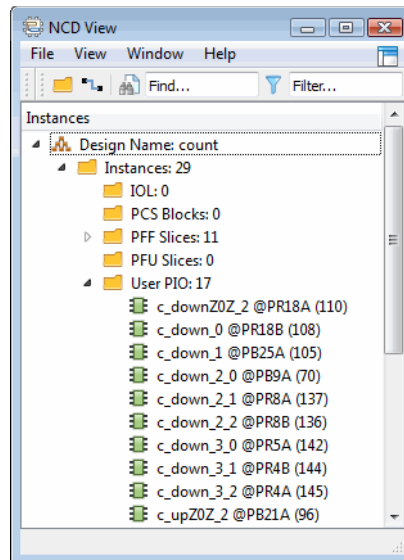 NCD View
File View Window Help
Find... Filter...
Instances
Design Name: count
Instances: 29
IOL: 0
PCS Blocks: 0
PFF Slices: 11
PFU Slices: 0
User PIO: 17
c_downZ0Z_2 @PR18A (110)
c_down_0 @PR18B (108)
c_down_1 @PB25A (105)
c_down_2_0 @PB9A (70)
c_down_2_1 @PR8A (137)
c_down_2_2 @PR8B (136)
c_down_3_0 @PR5A (142)
c_down_3_1 @PR4B (144)
c_down_3_2 @PR4A (145)
c_upZ0Z_2 @PB21A (96)